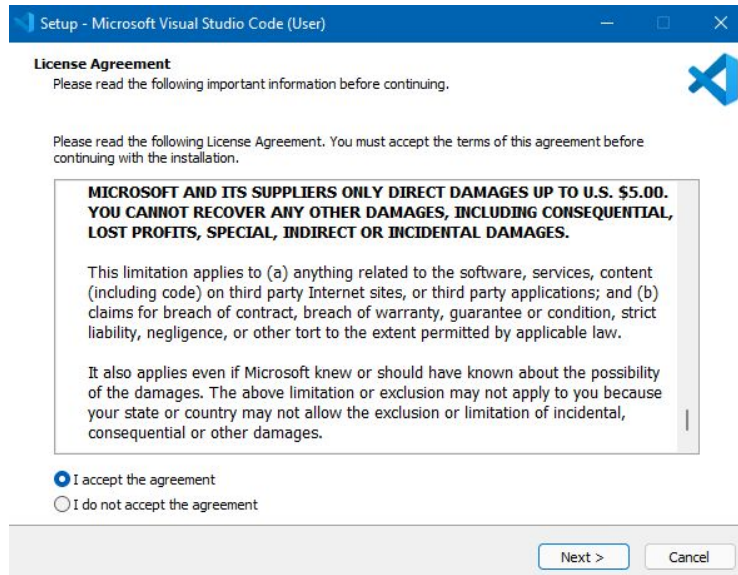 Setup - Microsoft Visual Studio Code (User)
License Agreement
Please read the following important information before continuing.
Please read the following License Agreement. You must accept the terms of this agreement before
continuing with the installation.
MICROSOFT AND ITS SUPPLIERS ONLY DIRECT DAMAGES UP TO U.S. $5.00.
YOU CANNOT RECOVER ANY OTHER DAMAGES, INCLUDING CONSEQUENTIAL,
LOST PROFITS, SPECIAL, INDIRECT OR INCIDENTAL DAMAGES.
This limitation applies to (a) anything related to the software, services, content
(including code) on third party Internet sites, or third party applications; and (b)
claims for breach of contract, breach of warranty, guarantee or condition, strict
liability, negligence, or other tort to the extent permitted by applicable law.
It also applies even if Microsoft knew or should have known about the possibility
of the damages. The above limitation or exclusion may not apply to you because
your state or country may not allow the exclusion or limitation of incidental,
consequential or other damages.
I accept the agreement
I do not accept the agreement
Next >
Cancel